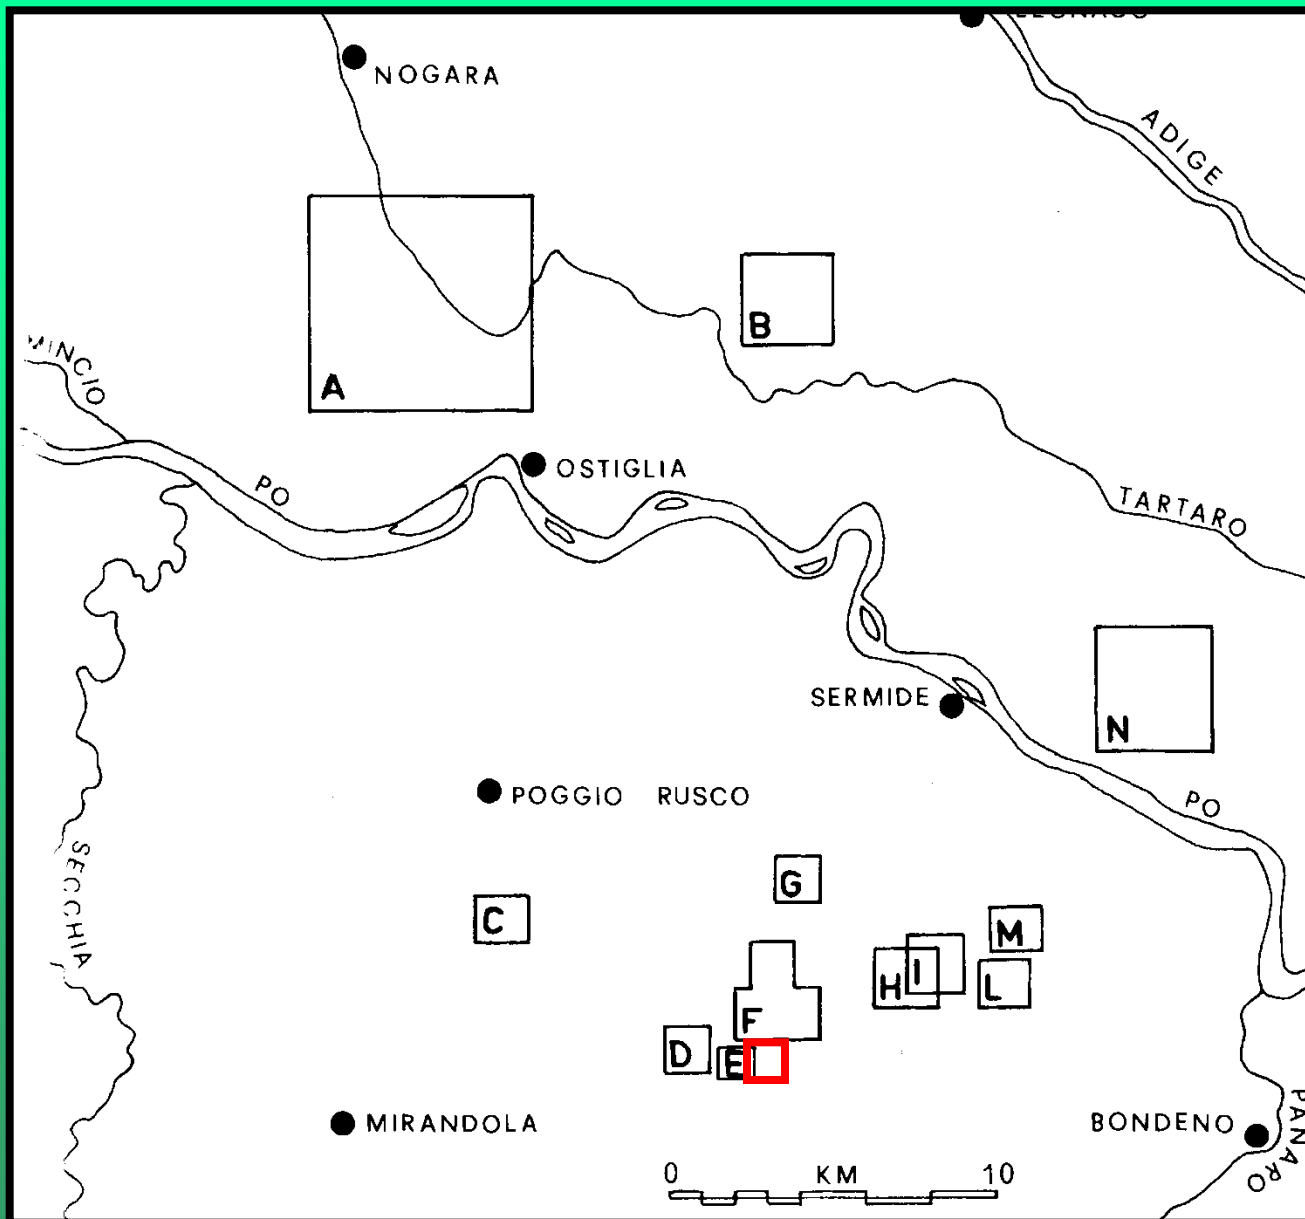 NOGARA
ADIGE
B
A
MINCIO
PO
OSTIGLIA
TARTARO
SERMIDE
N
POGGIO RUSCO
PO
SECCHIA
G
C
M
H
I
L
F
D
E
MIRANDOLA
BONDENO
PANARO
0 KM 10